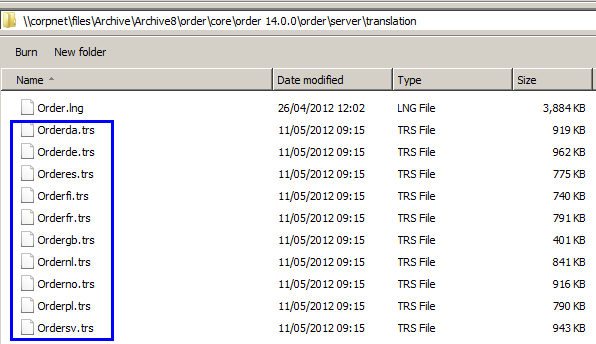 \\corpnet\files\Archive\Archive8\order\core\order 14.0.0\order\server\translation
Burn New folder
Name Date modified Type Size
Order.lng 26/04/2012 12:02 LNG File 3,884 KB
Orderda.trs 11/05/2012 09:15 TRS File 919 KB
Orderde.trs 11/05/2012 09:15 TRS File 962 KB
Orderes.trs 11/05/2012 09:15 TRS File 775 KB
Orderfi.trs 11/05/2012 09:15 TRS File 740 KB
Orderfr.trs 11/05/2012 09:15 TRS File 791 KB
Ordergb.trs 11/05/2012 09:15 TRS File 401 KB
Ordernl.trs 11/05/2012 09:15 TRS File 841 KB
Orderno.trs 11/05/2012 09:15 TRS File 916 KB
Orderpl.trs 11/05/2012 09:15 TRS File 790 KB
Ordersv.trs 11/05/2012 09:15 TRS File 943 KB